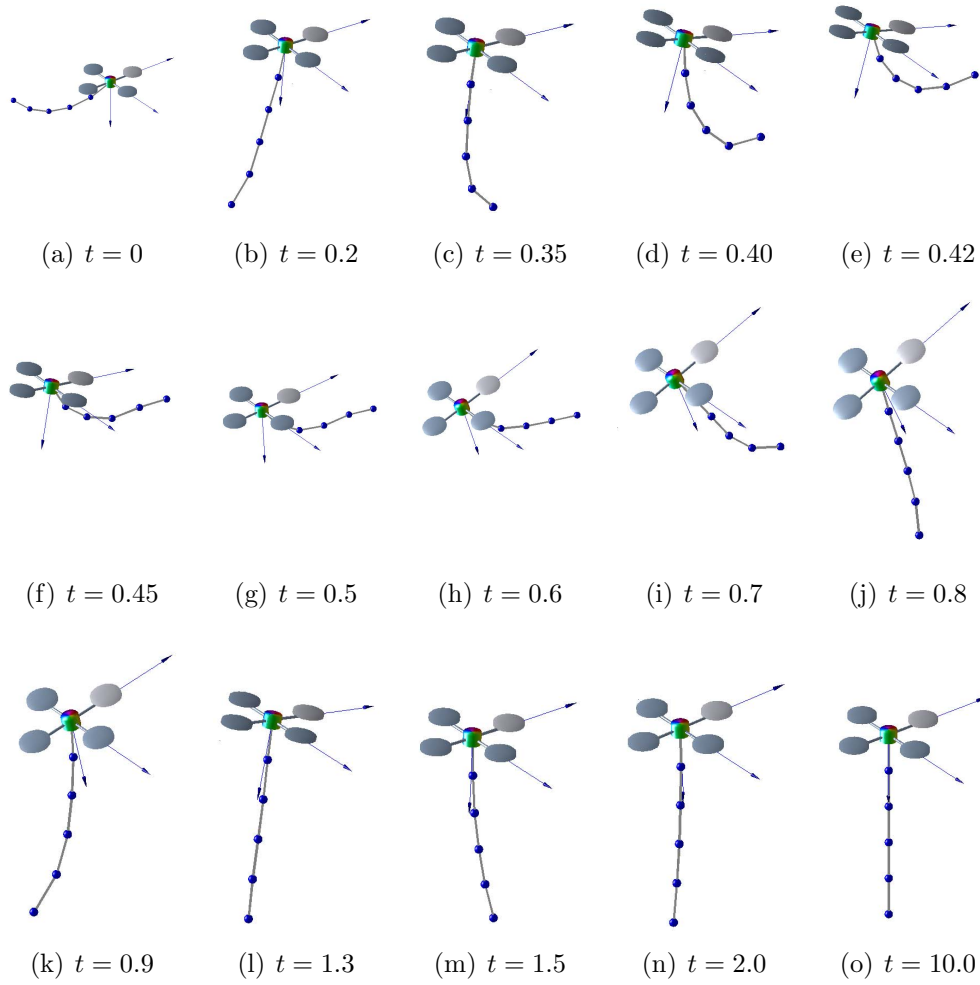 (a) t = 0 (b) t = 0.2 (c) t = 0.35 (d) t = 0.40 (e) t = 0.42
(f) t = 0.45 (g) t = 0.5 (h) t = 0.6 (i) t = 0.7 (j) t = 0.8
(k) t = 0.9 (l) t = 1.3 (m) t = 1.5 (n) t = 2.0 (o) t = 10.0